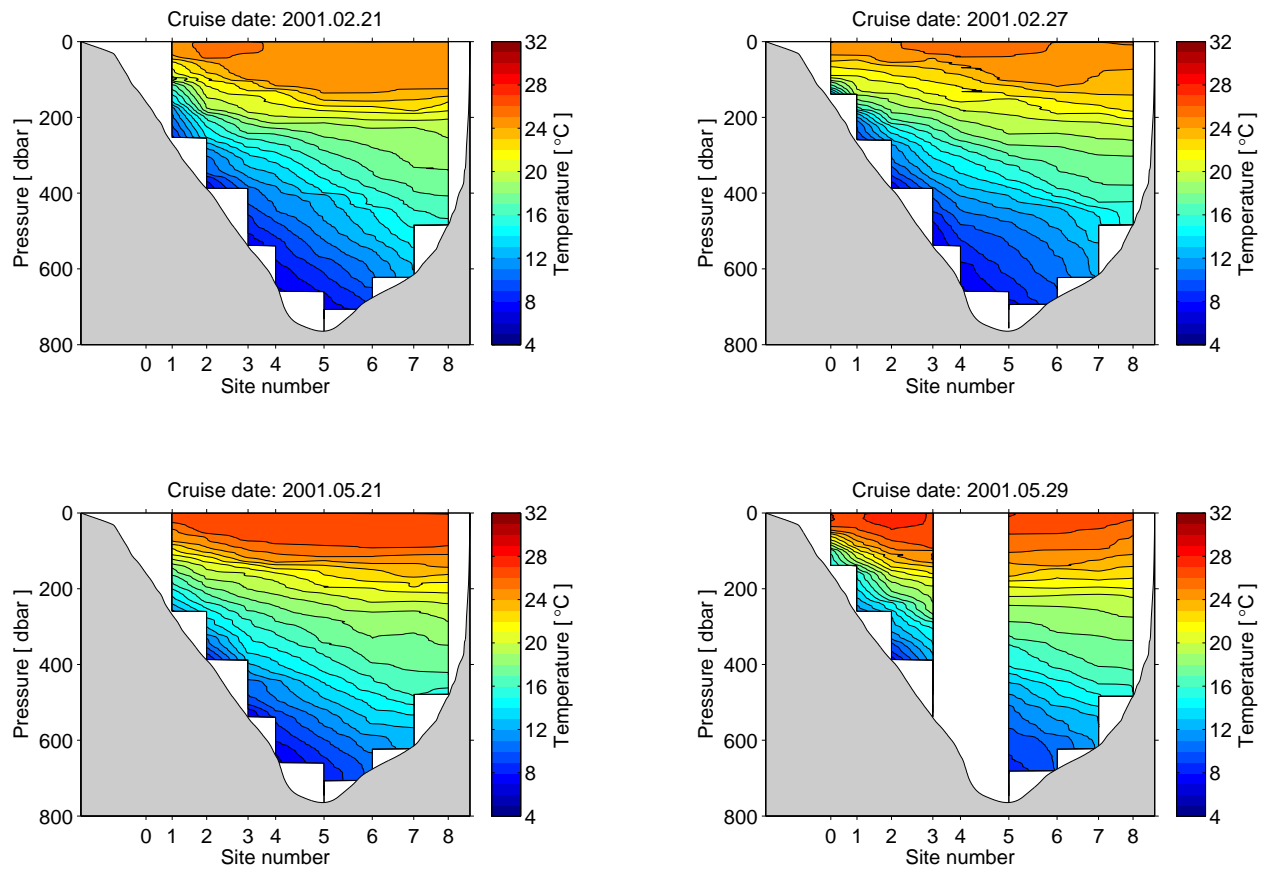 Cruise date: 2001.02.21
0
200
400
600
800
Pressure [ dbar ]
0 1 2 3 4 5 6 7 8
Site number
32
28
24
20
16
12
8
4
Temperature [ °C ]
Cruise date: 2001.02.27
0
200
400
600
800
Pressure [ dbar ]
0 1 2 3 4 5 6 7 8
Site number
32
28
24
20
16
12
8
4
Temperature [ °C ]
Cruise date: 2001.05.21
0
200
400
600
800
Pressure [ dbar ]
0 1 2 3 4 5 6 7 8
Site number
32
28
24
20
16
12
8
4
Temperature [ °C ]
Cruise date: 2001.05.29
0
200
400
600
800
Pressure [ dbar ]
0 1 2 3 4 5 6 7 8
Site number
32
28
24
20
16
12
8
4
Temperature [ °C ]